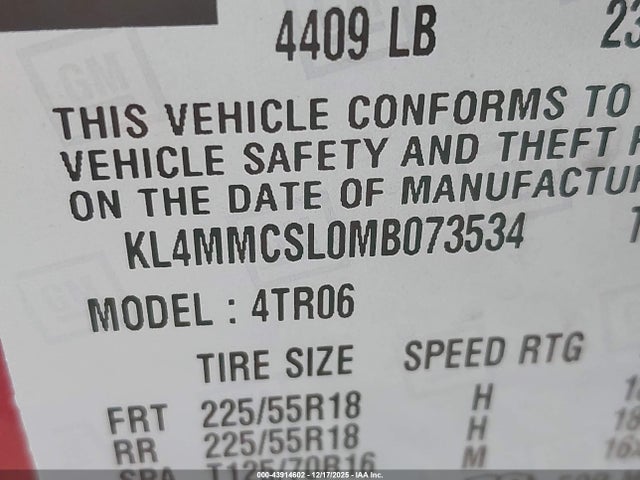 4409 LB
THIS VEHICLE CONFORMS TO
VEHICLE SAFETY AND THEFT
ON THE DATE OF MANUFACTU
KL4MMCSL0MB073534
MODEL : 4TR06
TIRE SIZE SPEED RTG
FRT 225/55R18 H
RR 225/55R18 H
M
GM
000-43914602 - 12/17/2025 - IAA Inc.